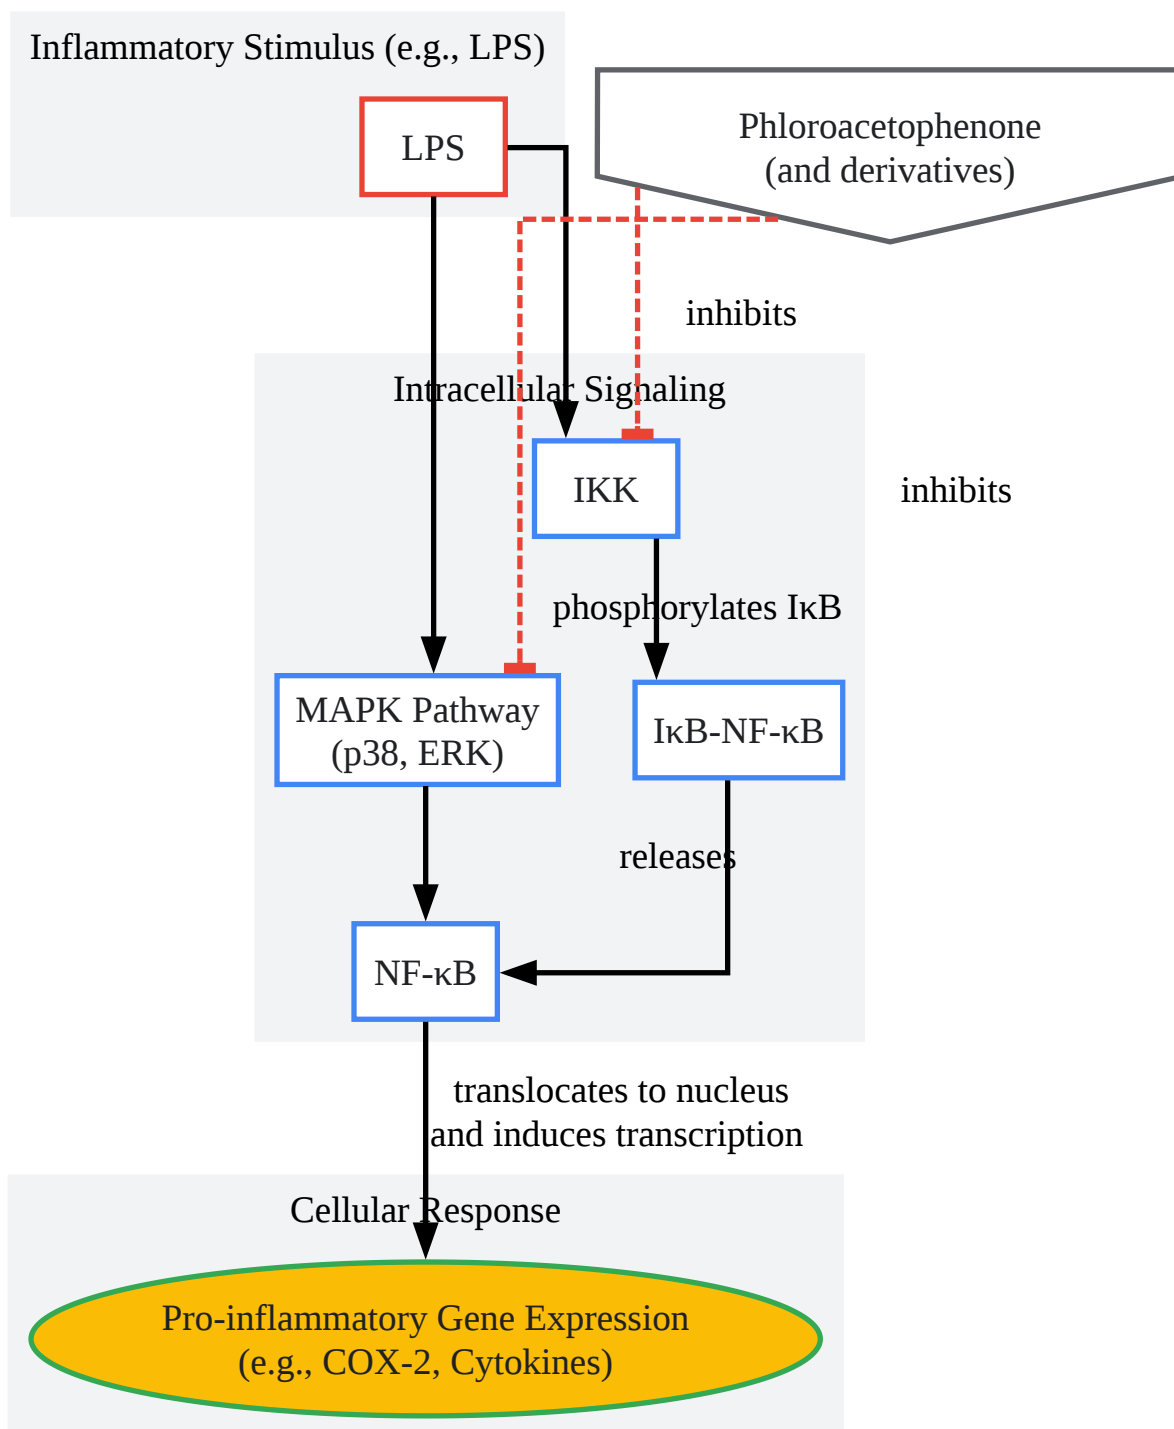 Inflammatory Stimulus (e.g., LPS)
LPS
Phloroacetophenone
(and derivatives)
inhibits
Intracellular Signaling
IKK
inhibits
phosphorylates IκB
MAPK Pathway
(p38, ERK)
IκB-NF-κB
releases
NF-κB
translocates to nucleus
and induces transcription
Cellular Response
Pro-inflammatory Gene Expression
(e.g., COX-2, Cytokines)